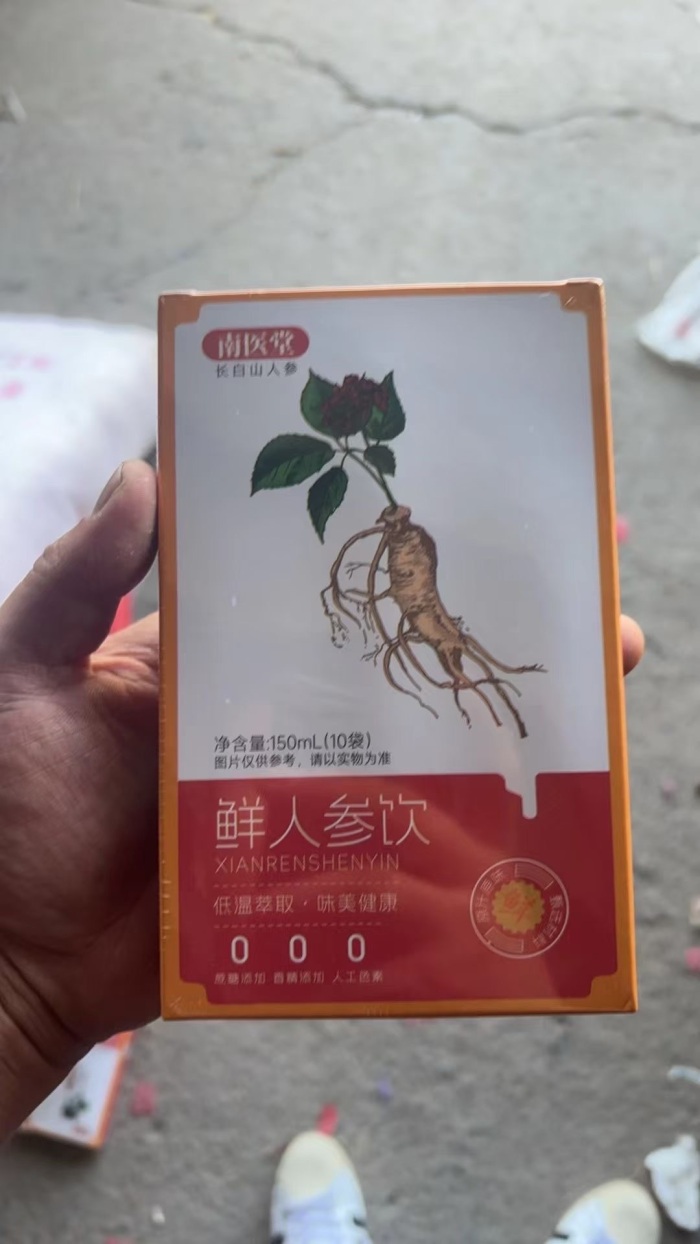 南医堂
长白山人参
净含量:150mL(10袋)
图片仅供参考，请以实物为准
鲜人参饮
XIANRENSHENYIN
低温萃取·味美健康
0 0 0
蔗糖添加 香精添加 人工色素
鲜